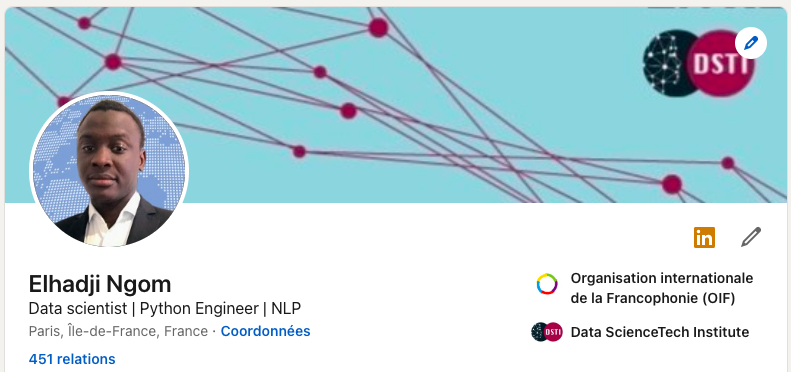 DSTI
in
Elhadji Ngom
Data scientist | Python Engineer | NLP
Paris, Île-de-France, France · Coordonnées
451 relations
Organisation internationale
de la Francophonie (OIF)
DSTI
Data ScienceTech Institute